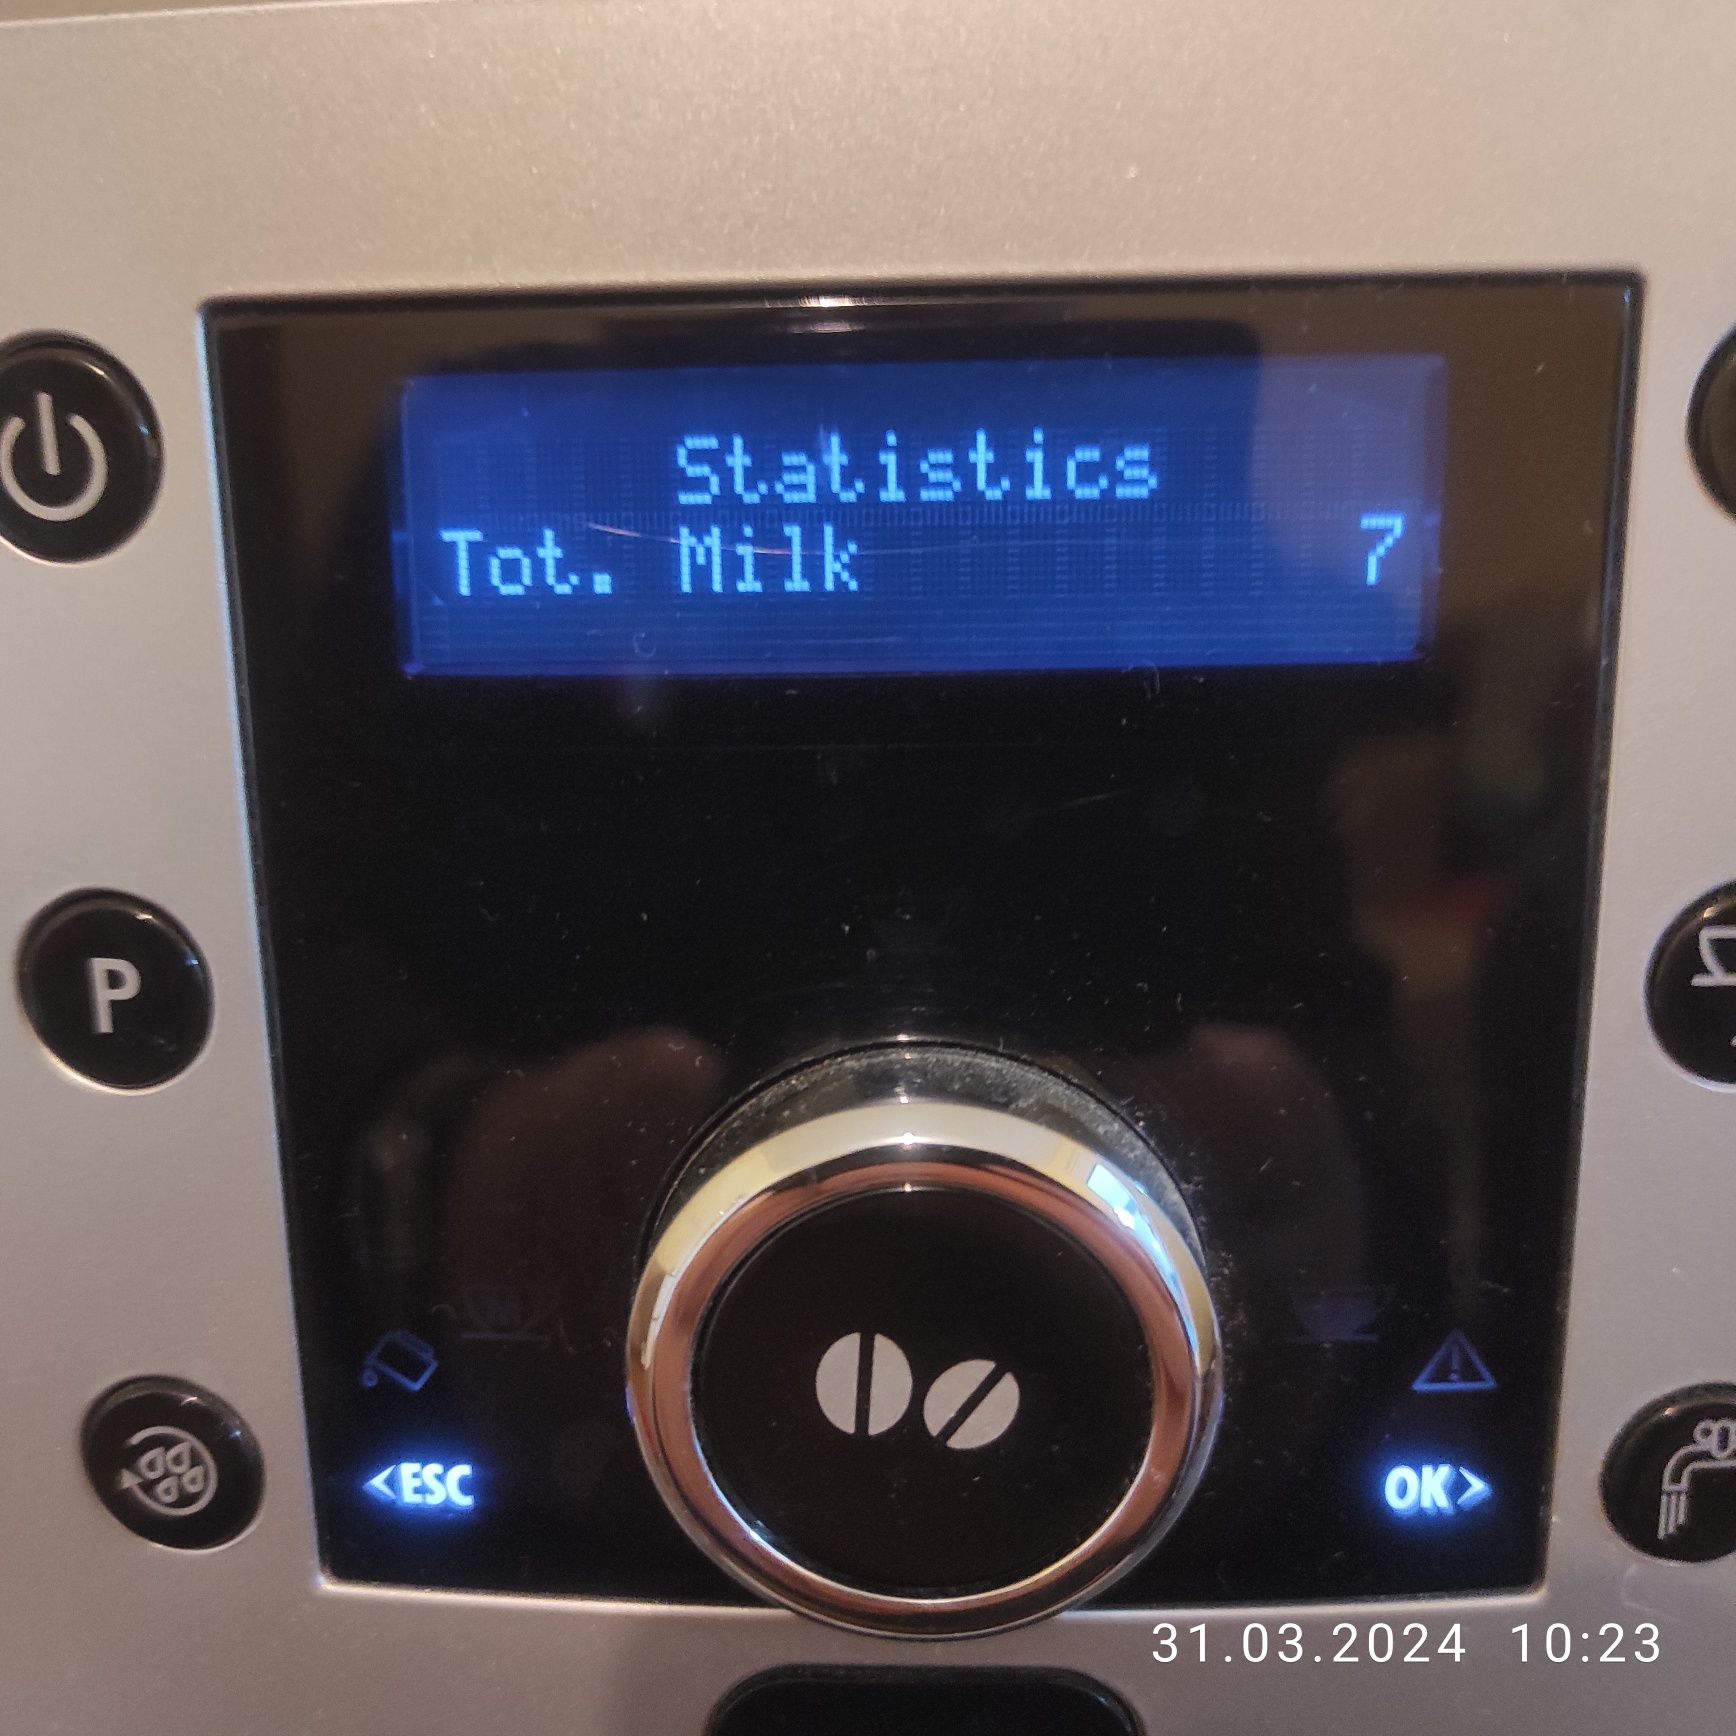 Statistics
Tot. Milk 7
P
<ESC
OK>
31.03.2024 10:23